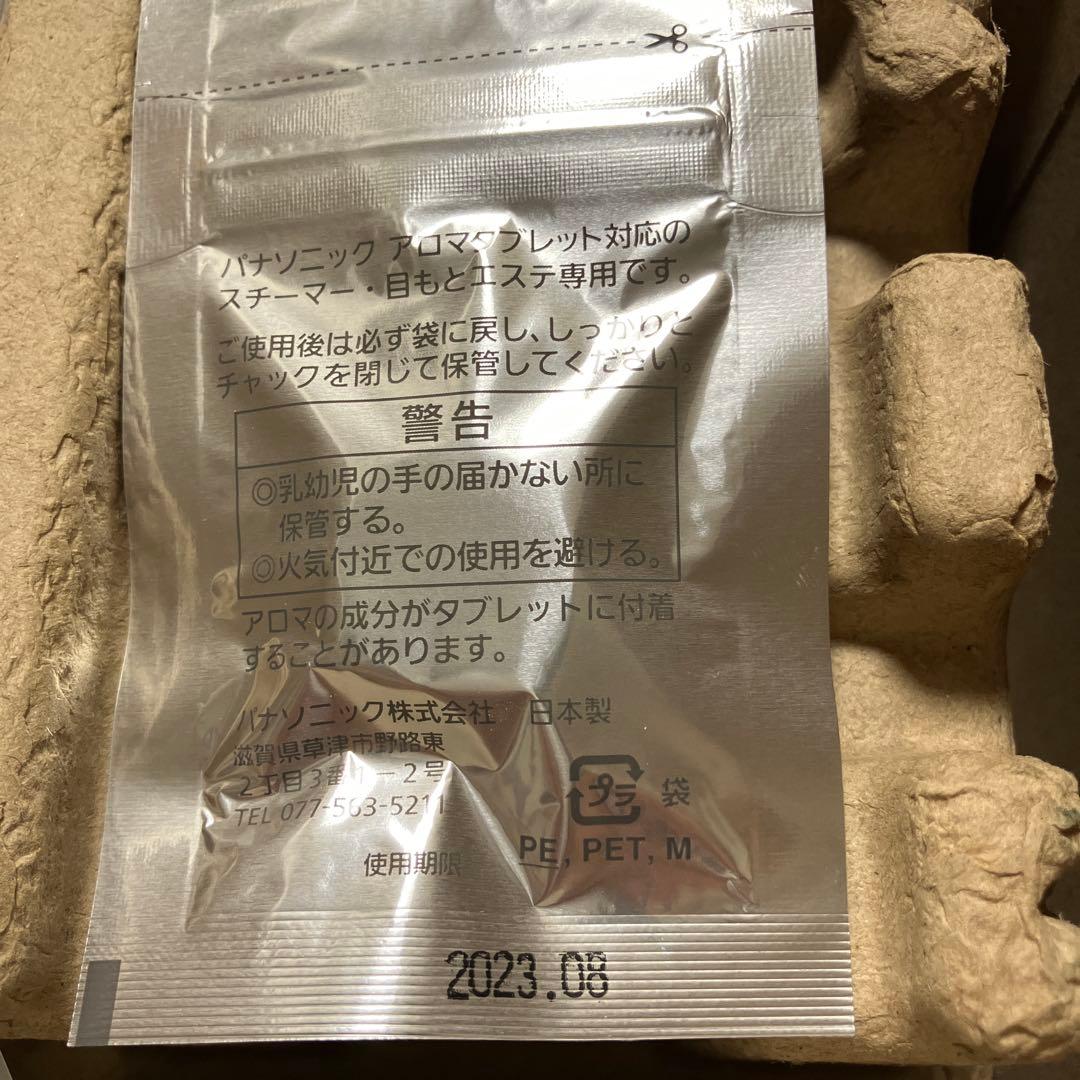 パナソニック アロマタブレット対応の
スチーマー・目もとエステ専用です。
ご使用後は必ず袋に戻し、しっかりと
チャックを閉じて保管してください。
警告
◎乳幼児の手の届かない所に
保管する。
◎火気付近での使用を避ける。
アロマの成分がタブレットに付着
することがあります。
パナソニック株式会社 日本製
滋賀県草津市野路東
2丁目3番1-2号
TEL 077-563-5211
プラ 袋
PE, PET, M
使用期限
2023.08